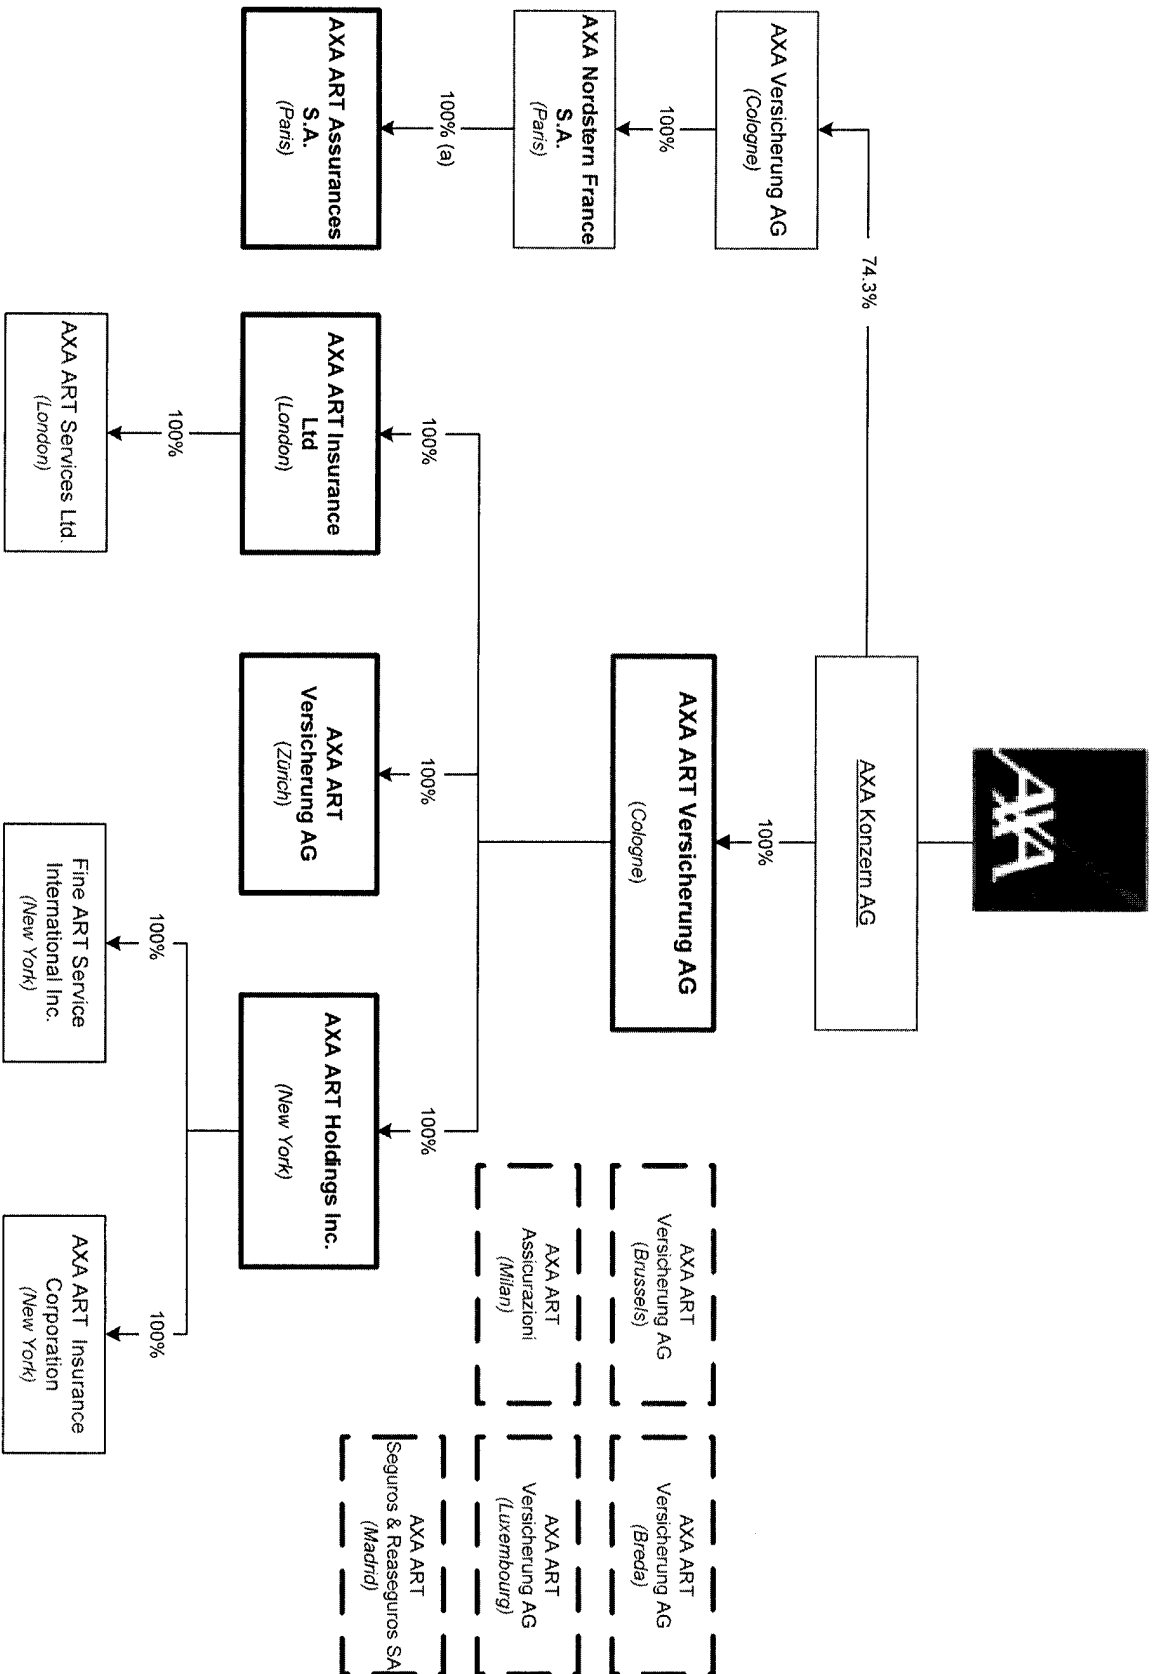 AXA
AXA Konzern AG
74.3%
100%
AXA Versicherung AG
(Cologne)
AXA ART Versicherung AG
(Cologne)
AXA ART
Versicherung AG
(Brussels)
AXA ART
Versicherung AG
(Breda)
100%
AXA Nordstern France
S.A.
(Paris)
AXA ART
Assicurazioni
(Milan)
AXA ART
Versicherung AG
(Luxembourg)
100% (a)
100%
100%
100%
AXA ART
Seguros & Reaseguros SA
(Madrid)
AXA ART Assurances
S.A.
(Paris)
AXA ART Insurance
Ltd
(London)
AXA ART
Versicherung AG
(Zürich)
AXA ART Holdings Inc.
(New York)
100%
100%
100%
AXA ART Services Ltd.
(London)
Fine ART Service
International Inc.
(New York)
AXA ART Insurance
Corporation
(New York)